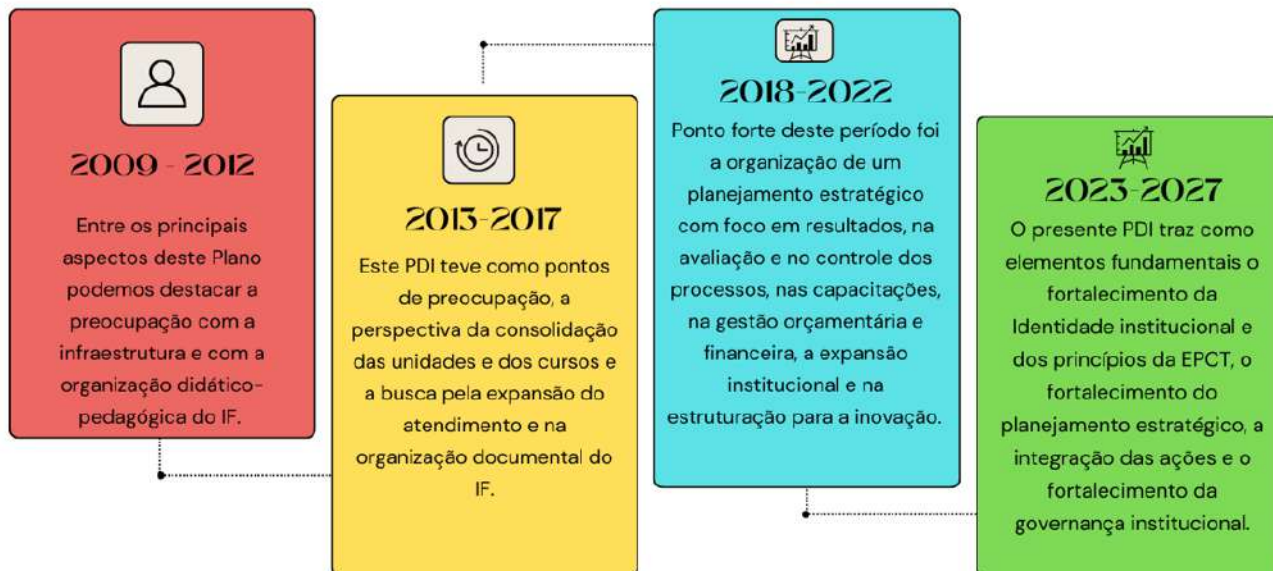 2009 - 2012
Entre os principais
aspectos deste Plano
podemos destacar a
preocupação com a
infraestrutura e com a
organização didático-
pedagógica do IF.
2013-2017
Este PDI teve como pontos
de preocupação, a
perspectiva da consolidação
das unidades e dos cursos e
a busca pela expansão do
atendimento e na
organização documental do
IF.
2018-2022
Ponto forte deste período foi
a organização de um
planejamento estratégico
com foco em resultados, na
avaliação e no controle dos
processos, nas capacitações,
na gestão orçamentária e
financeira, a expansão
institucional e na
estruturação para a inovação.
2023-2027
O presente PDI traz como
elementos fundamentais o
fortalecimento da
Identidade institucional e
dos princípios da EPCT, o
fortalecimento do
planejamento estratégico, a
integração das ações e o
fortalecimento da
governança institucional.